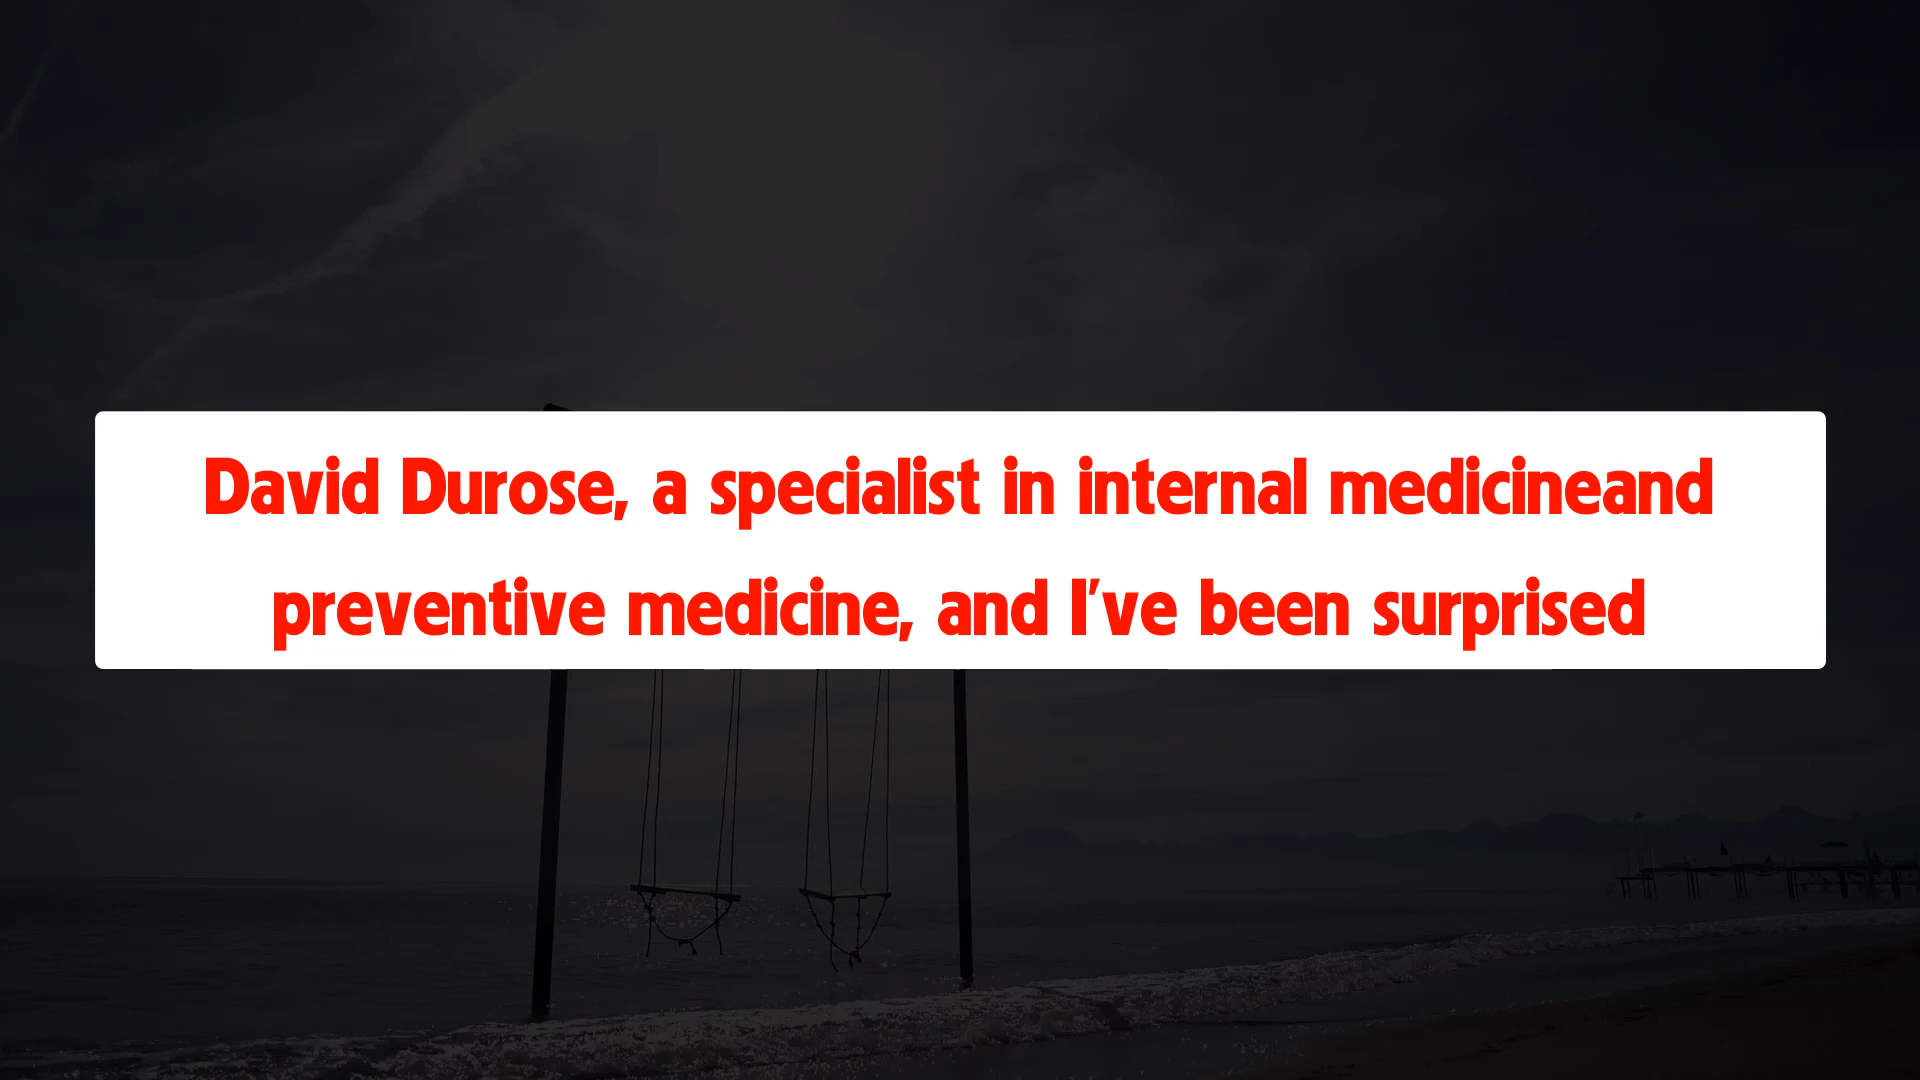 David Durose, a specialist in internal medicineand
preventive medicine, and I've been surprised